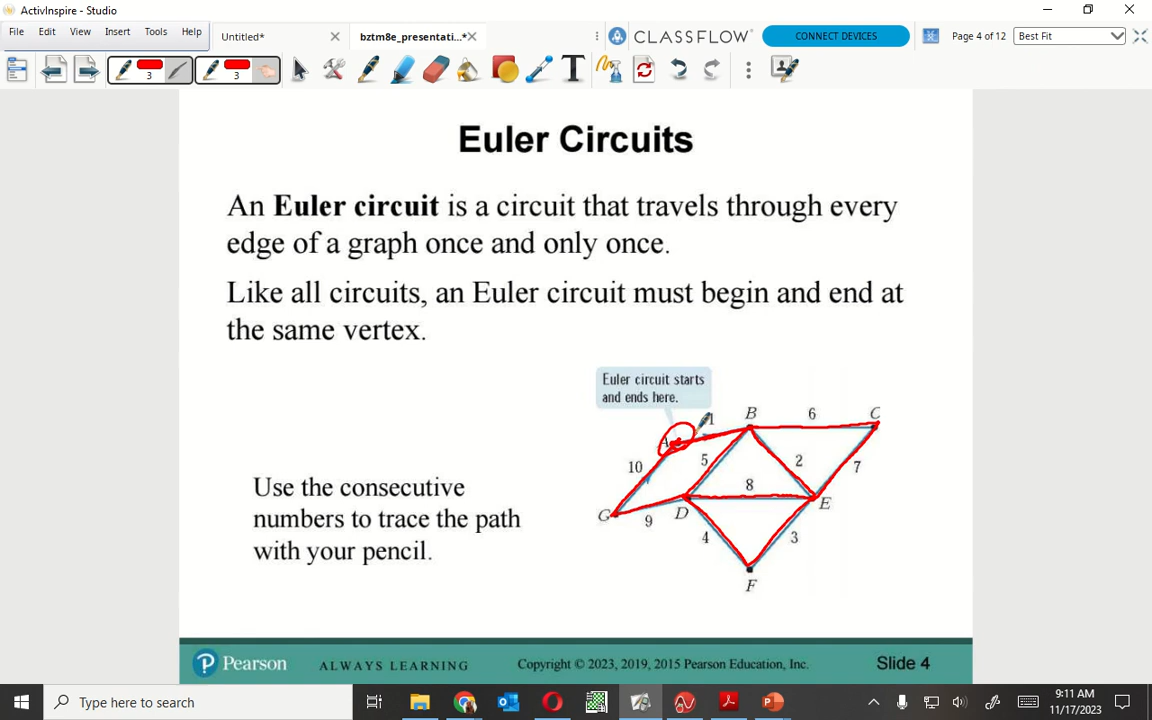 ActivInspire - Studio
File Edit View Insert Tools Help
Untitled*
bztm8e_presentati...*
CLASSFLOW
CONNECT DEVICES
Page 4 of 12
Best Fit
3
3
Euler Circuits
An Euler circuit is a circuit that travels through every
edge of a graph once and only once.
Like all circuits, an Euler circuit must begin and end at
the same vertex.
Euler circuit starts
and ends here.
A
1
B
6
C
10
5
2
7
8
G
9
D
E
4
3
F
Use the consecutive
numbers to trace the path
with your pencil.
Pearson
ALWAYS LEARNING
Copyright © 2023, 2019, 2015 Pearson Education, Inc.
Slide 4
Type here to search
9:11 AM
11/17/2023